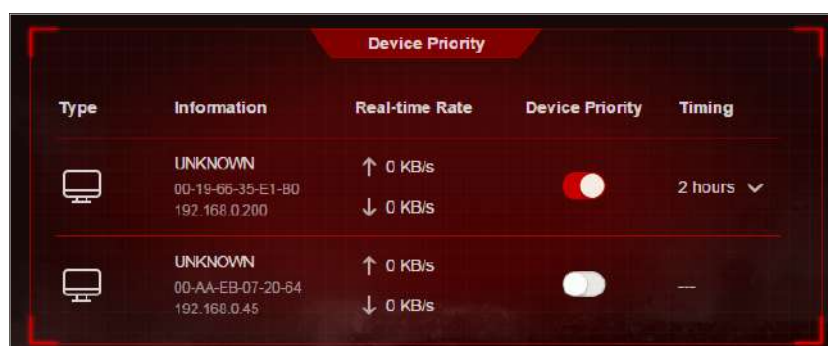 Device Priority
Type Information Real-time Rate Device Priority Timing
UNKNOWN
00-19-66-35-E1-B0
192.168.0.200
↑ 0 KB/s
↓ 0 KB/s
2 hours
UNKNOWN
00-AA-EB-07-20-64
192.168.0.45
↑ 0 KB/s
↓ 0 KB/s
---